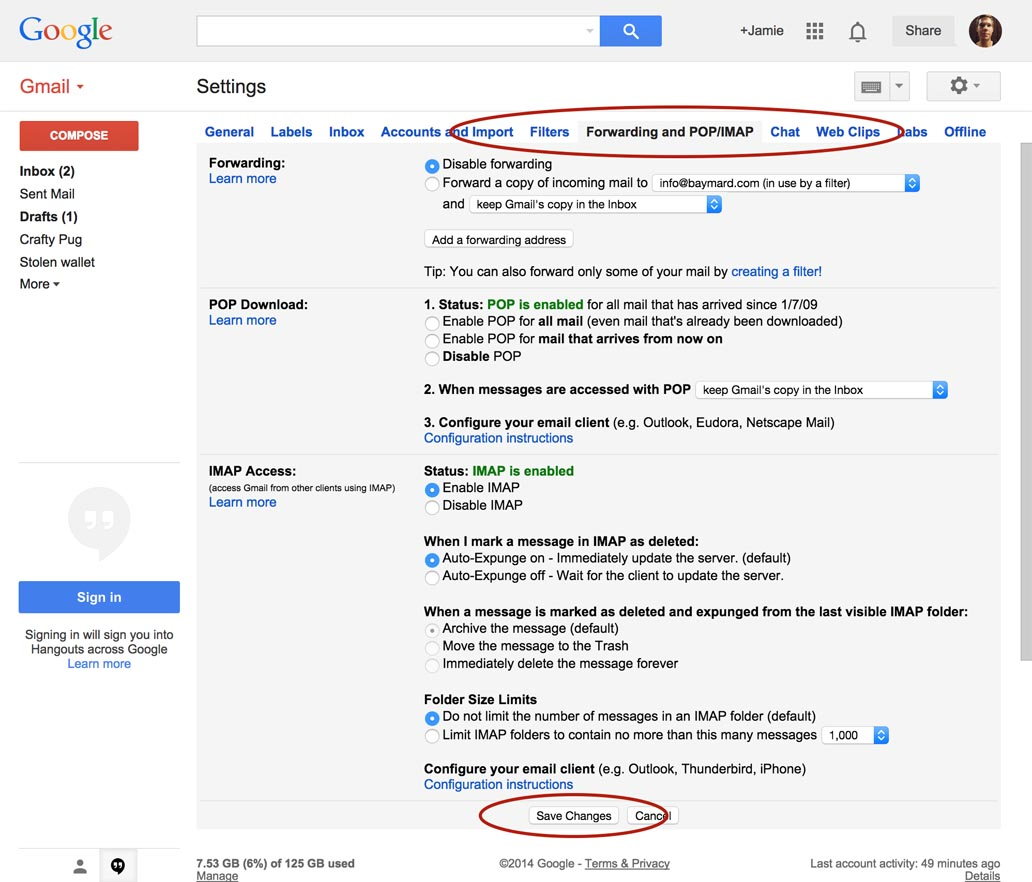 Google
+Jamie
Share
Gmail
Settings
COMPOSE
Inbox (2)
Sent Mail
Drafts (1)
Crafty Pug
Stolen wallet
More
Sign in
Signing in will sign you into
Hangouts across Google
Learn more
General Labels Inbox Accounts and Import Filters Forwarding and POP/IMAP Chat Web Clips Labs Offline
Forwarding:
Learn more
Disable forwarding
Forward a copy of incoming mail to info@baymard.com (in use by a filter)
and keep Gmail's copy in the Inbox
Add a forwarding address
Tip: You can also forward only some of your mail by creating a filter!
POP Download:
Learn more
1. Status: POP is enabled for all mail that has arrived since 1/7/09
Enable POP for all mail (even mail that's already been downloaded)
Enable POP for mail that arrives from now on
Disable POP
2. When messages are accessed with POP keep Gmail's copy in the Inbox
3. Configure your email client (e.g. Outlook, Eudora, Netscape Mail)
Configuration instructions
IMAP Access:
(access Gmail from other clients using IMAP)
Learn more
Status: IMAP is enabled
Enable IMAP
Disable IMAP
When I mark a message in IMAP as deleted:
Auto-Expunge on - Immediately update the server. (default)
Auto-Expunge off - Wait for the client to update the server.
When a message is marked as deleted and expunged from the last visible IMAP folder:
Archive the message (default)
Move the message to the Trash
Immediately delete the message forever
Folder Size Limits
Do not limit the number of messages in an IMAP folder (default)
Limit IMAP folders to contain no more than this many messages 1,000
Configure your email client (e.g. Outlook, Thunderbird, iPhone)
Configuration instructions
Save Changes Cancel
7.53 GB (6%) of 125 GB used
Manage
©2014 Google - Terms & Privacy
Last account activity: 49 minutes ago
Details